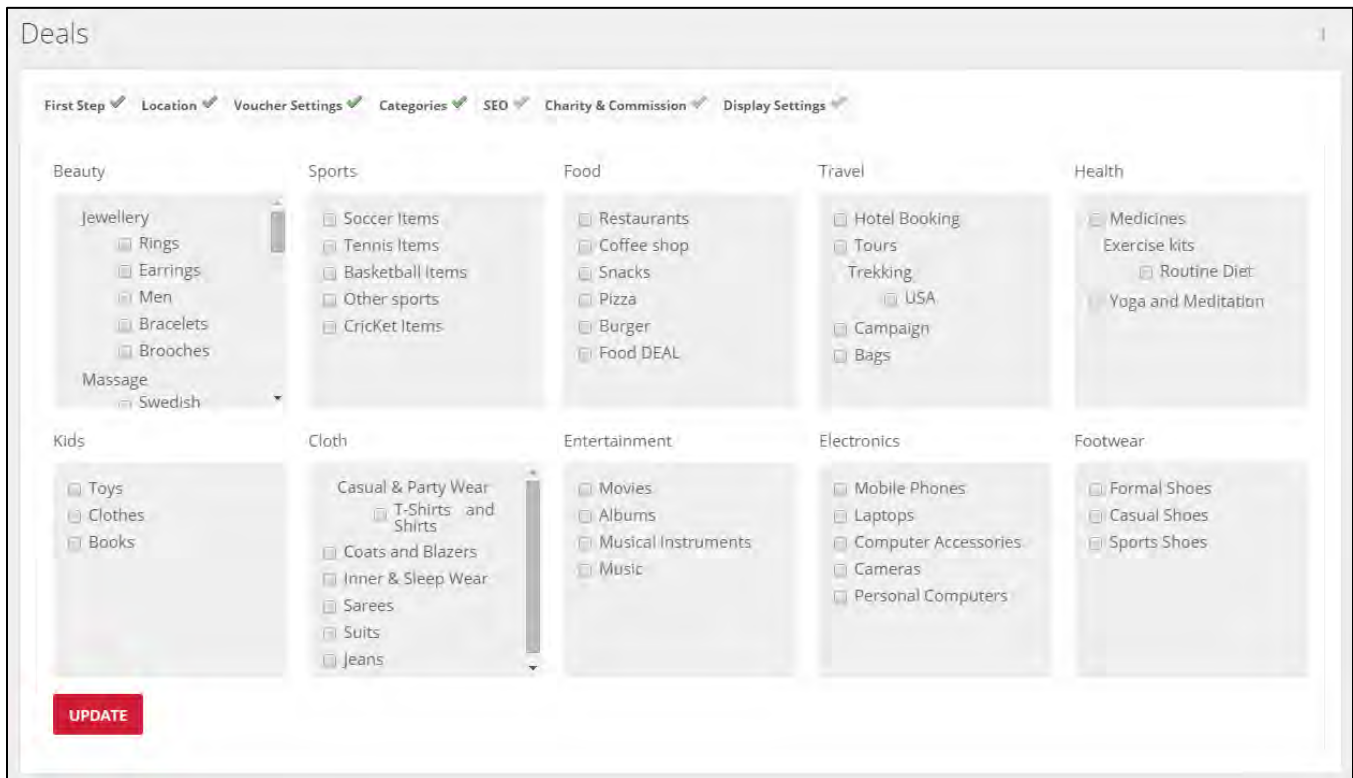 Deals
First Step Location Voucher Settings Categories SEO Charity & Commission Display Settings
Beauty
Jewellery
Rings
Earrings
Men
Bracelets
Brooches
Massage
Swedish
Sports
Soccer Items
Tennis Items
Basketball Items
Other sports
CricKet Items
Food
Restaurants
Coffee shop
Snacks
Pizza
Burger
Food DEAL
Travel
Hotel Booking
Tours
Trekking
USA
Campaign
Bags
Health
Medicines
Exercise kits
Routine Diet
Yoga and Meditation
Kids
Toys
Clothes
Books
Cloth
Casual & Party Wear
T-Shirts and
Shirts
Coats and Blazers
Inner & Sleep Wear
Sarees
Suits
Jeans
Entertainment
Movies
Albums
Musical Instruments
Music
Electronics
Mobile Phones
Laptops
Computer Accessories
Cameras
Personal Computers
Footwear
Formal Shoes
Casual Shoes
Sports Shoes
UPDATE